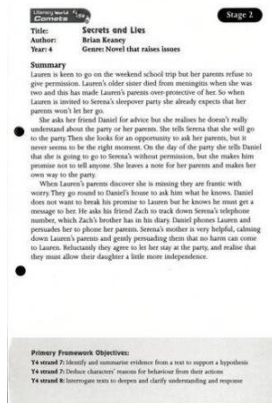 Literacy World
Comets
Stage 2
Title: Secrets and Lies
Author: Brian Keaney
Year: 4 Genre: Novel that raises issues
Summary
Lauren is keen to go on the weekend school trip but her parents refuse to
give permission. Lauren's older sister died from meningitis when she was
two and this has made Lauren's parents over-protective of her. So when
Lauren is invited to Serena's sleepover party she already expects that her
parents won't let her go.
She asks her friend Daniel for advice but she realises he doesn't really
understand about the party or her parents. She tells Serena that she will go
to the party. Then she looks for an opportunity to ask her parents, but it
never seems to be the right moment. On the day of the party she tells Daniel
that she is going to go to Serena's without permission, but she makes him
promise not to tell anyone. She leaves a note for her parents and makes her
own way to the party.
When Lauren's parents discover she is missing they are frantic with
worry. They go round to Daniel's house to ask him what he knows. Daniel
does not want to break his promise to Lauren but he knows he must get a
message to her. He asks his friend Zach to track down Serena's telephone
number, which Zach's brother has in his diary. Daniel phones Lauren and
persuades her to phone her parents. Serena's mother is very helpful, calming
down Lauren's parents and gently persuading them that no harm can come
to Lauren. Reluctantly they agree to let her stay at the party, and realise that
they must allow their daughter a little more independence.
Primary Framework Objectives:
Y4 strand 7: Identify and summarise evidence from a text to support a hypothesis
Y4 strand 7: Deduce characters' reasons for behaviour from their actions
Y4 strand 8: Interrogate texts to deepen and clarify understanding and response